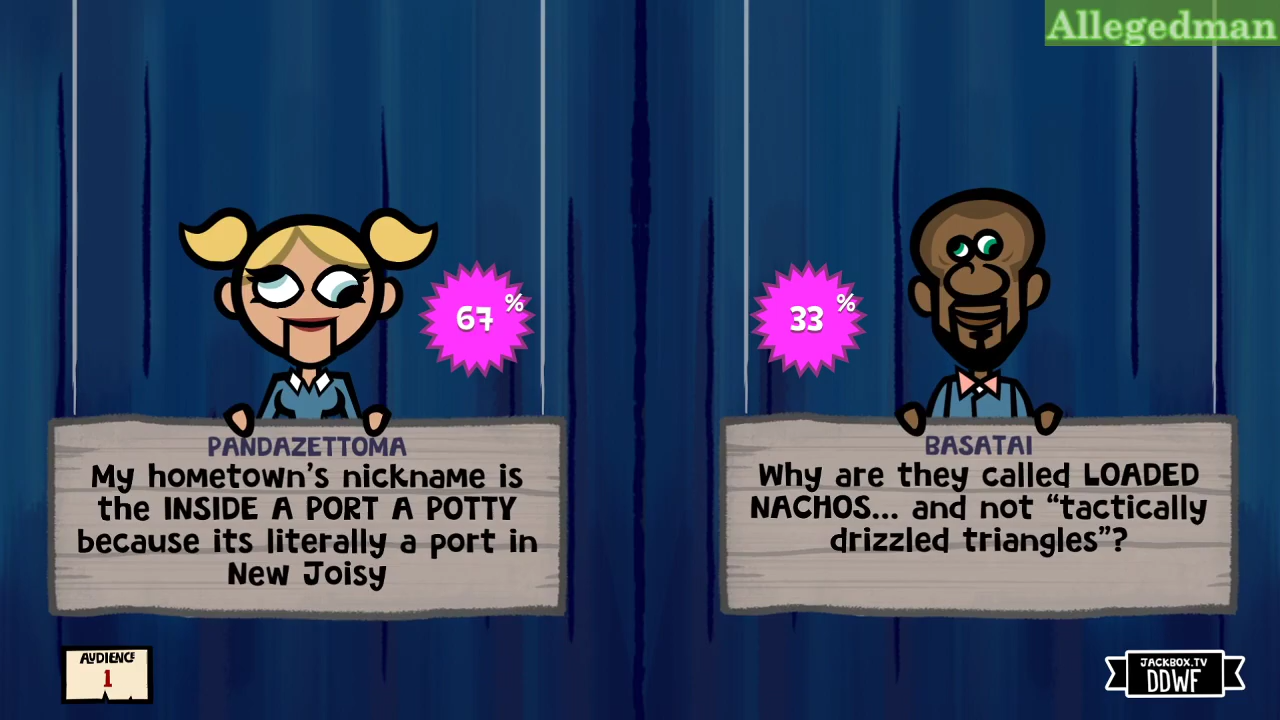 Allegedman
67%
33%
PANDAZETTOMA
My hometown's nickname is
the INSIDE A PORT A POTTY
because its literally a port in
New Joisy
BASATAI
Why are they called LOADED
NACHOS... and not "tactically
drizzled triangles"?
AUDIENCE
1
JACKBOX.TV
DDWF